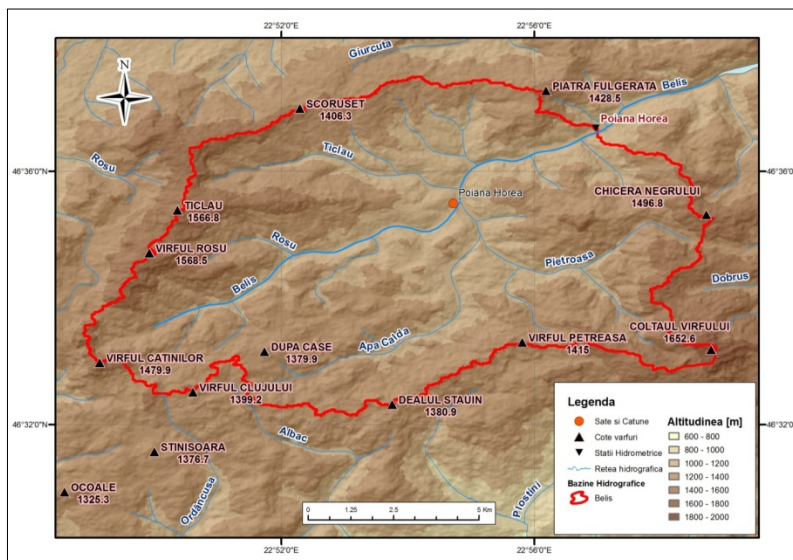 22°52'0"E
22°56'0"E
N
Giurcuta
PIATRA FULGERATA
1428.5
Belis
SCORUSET
1406.3
Poiana Horea
Rosu
Ticlau
46°36'0"N
46°36'0"N
Poiana Horea
CHICERA NEGRULUI
1496.8
TICLAU
1566.8
VIRFUL ROSU
1568.5
Rosu
Belis
Pietroasa
Dobrus
COLTAUL VIRFULUI
1652.6
VIRFUL PETREASA
1415
Apa Calda
DUPA CASE
1379.9
VIRFUL CATINILOR
1479.9
VIRFUL CLUJULUI
1399.2
DEALUL STAUIN
1380.9
46°32'0"N
46°32'0"N
Albac
STINISOARA
1376.7
OCOALE
1325.3
Ordâncusa
Plostini
Legenda
Sate si Catune
Cote varfuri
Statii Hidrometrice
Retea hidrografica
Bazine Hidrografice
Belis
Altitudinea [m]
600 - 800
800 - 1000
1000 - 1200
1200 - 1400
1400 - 1600
1600 - 1800
1800 - 2000
0 1.25 2.5 5 Km
22°52'0"E
22°56'0"E